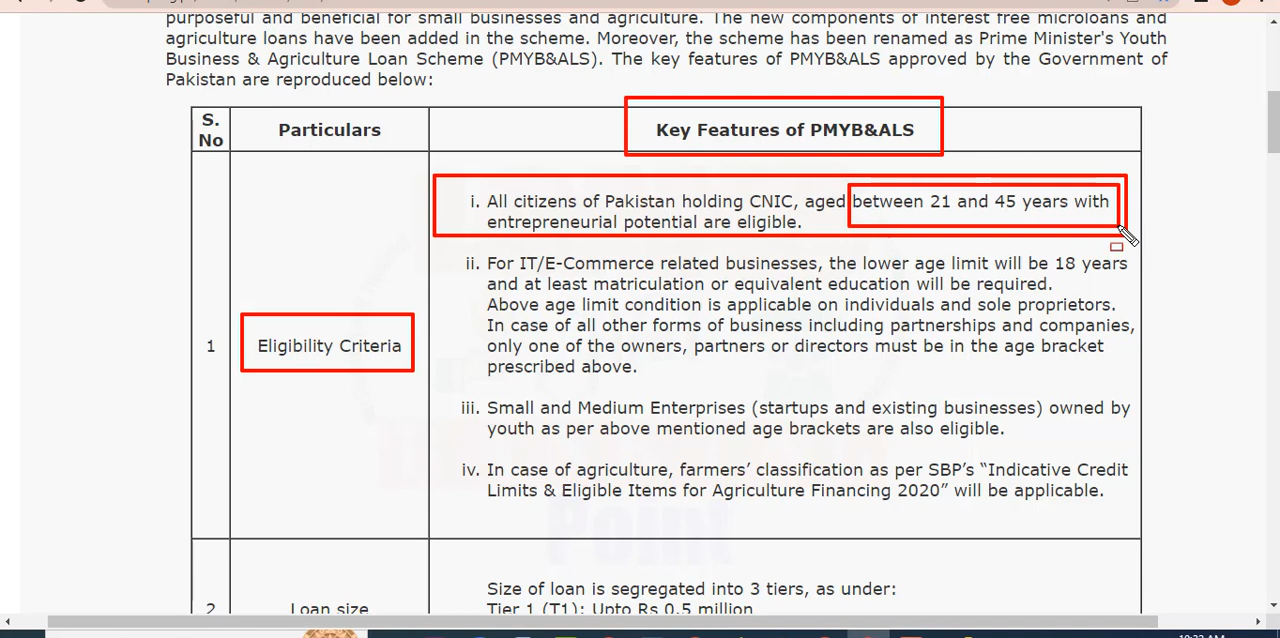 purposeful and beneficial for small businesses and agriculture. The new components of interest free microloans and
agriculture loans have been added in the scheme. Moreover, the scheme has been renamed as Prime Minister's Youth
Business & Agriculture Loan Scheme (PMYB&ALS). The key features of PMYB&ALS approved by the Government of
Pakistan are reproduced below:
S. No
Particulars
Key Features of PMYB&ALS
1
Eligibility Criteria
i. All citizens of Pakistan holding CNIC, aged between 21 and 45 years with
entrepreneurial potential are eligible.
ii. For IT/E-Commerce related businesses, the lower age limit will be 18 years
and at least matriculation or equivalent education will be required.
Above age limit condition is applicable on individuals and sole proprietors.
In case of all other forms of business including partnerships and companies,
only one of the owners, partners or directors must be in the age bracket
prescribed above.
iii. Small and Medium Enterprises (startups and existing businesses) owned by
youth as per above mentioned age brackets are also eligible.
iv. In case of agriculture, farmers’ classification as per SBP’s “Indicative Credit
Limits & Eligible Items for Agriculture Financing 2020” will be applicable.
2
Loan size
Size of loan is segregated into 3 tiers, as under:
Tier 1 (T1): Upto Rs 0.5 million
Point